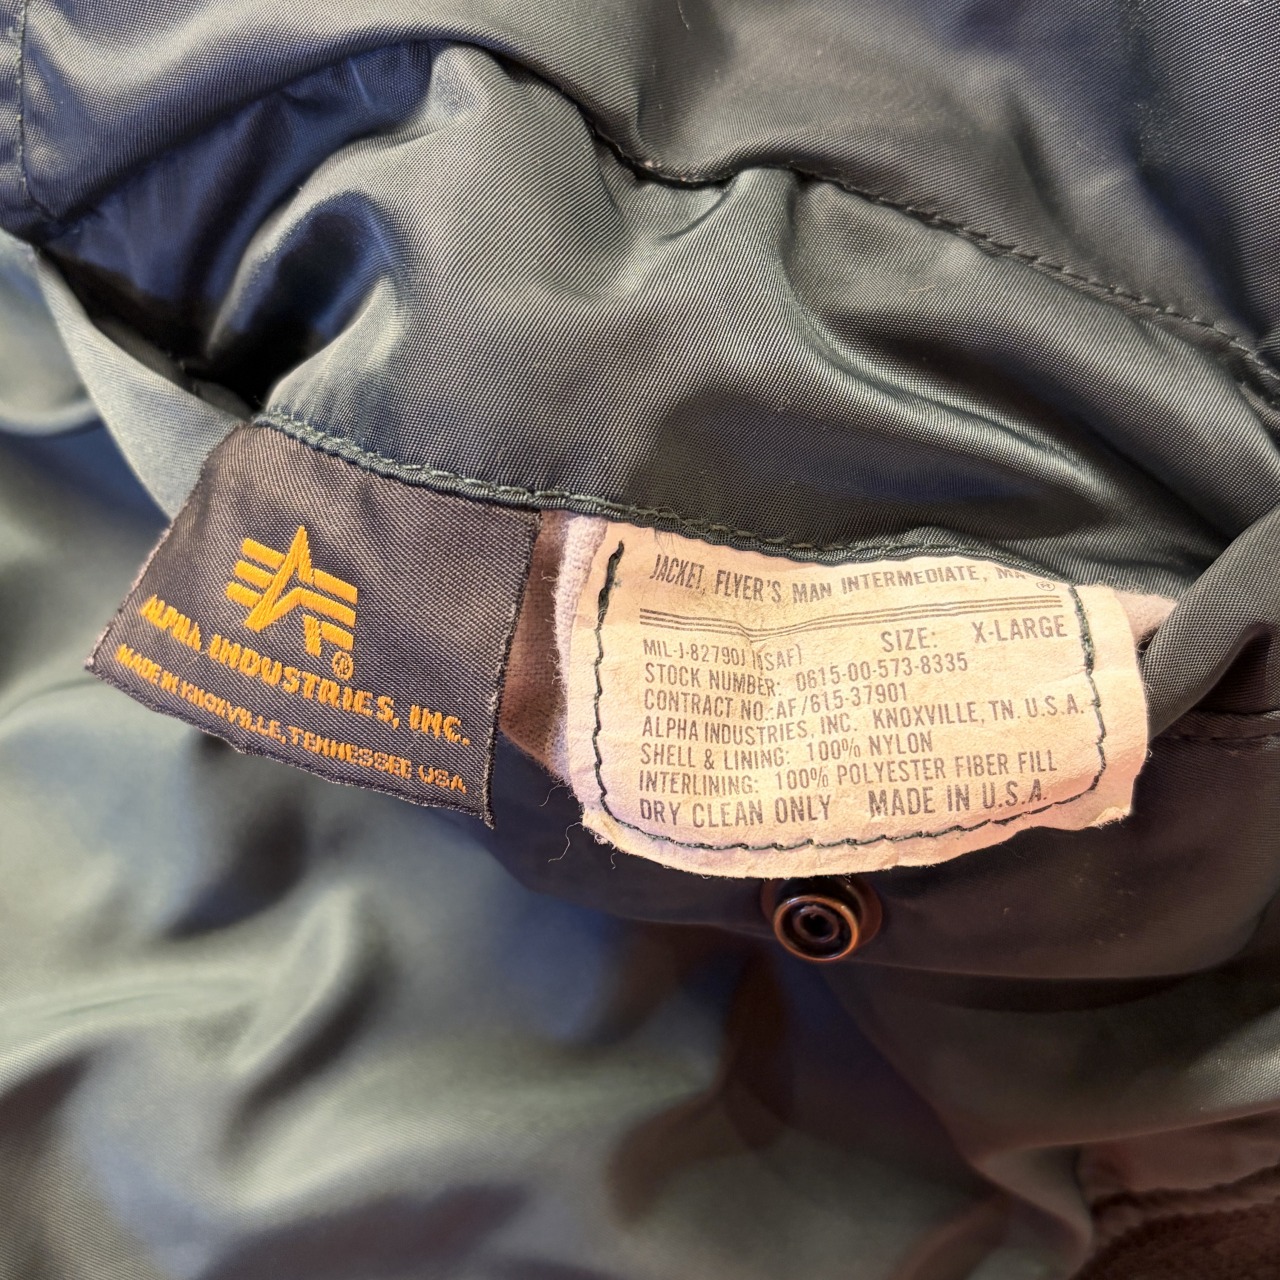 ALPHA INDUSTRIES, INC.
MADE IN KNOXVILLE, TENNESSEE USA
®
JACKET, FLYER'S MAN INTERMEDIATE, ®
SIZE: X-LARGE
MIL-J-82790J (USAF)
STOCK NUMBER: 0615-00-573-8335
CONTRACT NO.:AF/615-37901
ALPHA INDUSTRIES, INC. KNOXVILLE, TN. U.S.A.
SHELL & LINING: 100% NYLON
INTERLINING: 100% POLYESTER FIBER FILL
DRY CLEAN ONLY MADE IN U.S.A.